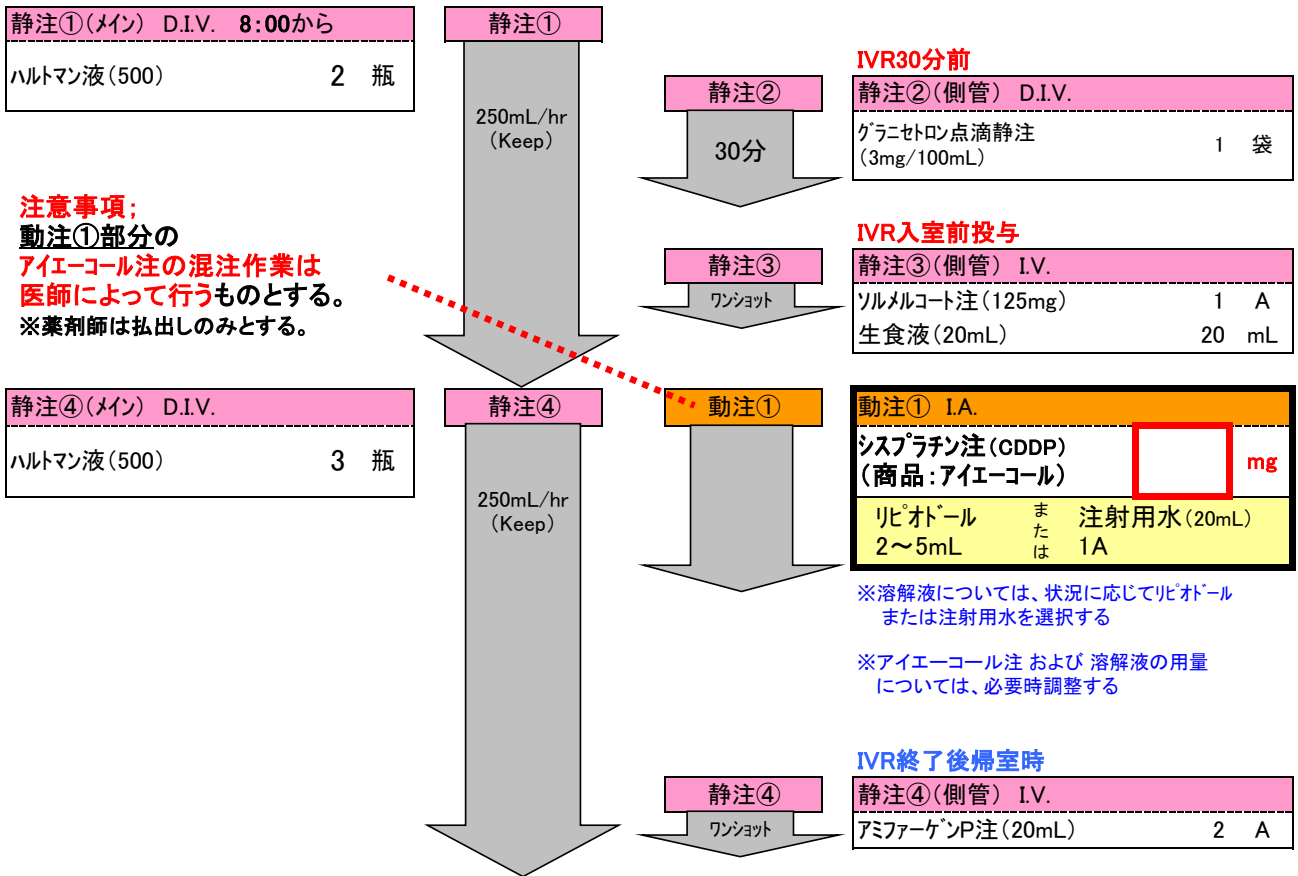 静注①(メイン) D.I.V. 8:00から
ハルトマン液(500) 2 瓶
静注①
250mL/hr
(Keep)
IVR30分前
静注②
30分
静注②(側管) D.I.V.
グラニセトロン点滴静注
(3mg/100mL) 1 袋
注意事項;
動注①部分の
アイエーコール注の混注作業は
医師によって行うものとする。
※薬剤師は払出しのみとする。
IVR入室前投与
静注③
ワンショット
静注③(側管) I.V.
ソルメルコート注(125mg) 1 A
生食液(20mL) 20 mL
静注④(メイン) D.I.V.
ハルトマン液(500) 3 瓶
静注④
250mL/hr
(Keep)
動注①
動注① I.A.
シスプラチン注(CDDP)
(商品:アイエーコール) mg
リピオドール
2~5mL
または
注射用水(20mL)
1A
※溶解液については、状況に応じてリピオドール
または注射用水を選択する
※アイエーコール注 および 溶解液の用量
については、必要時調整する
IVR終了後帰室時
静注④
ワンショット
静注④(側管) I.V.
アミファーゲンP注(20mL) 2 A